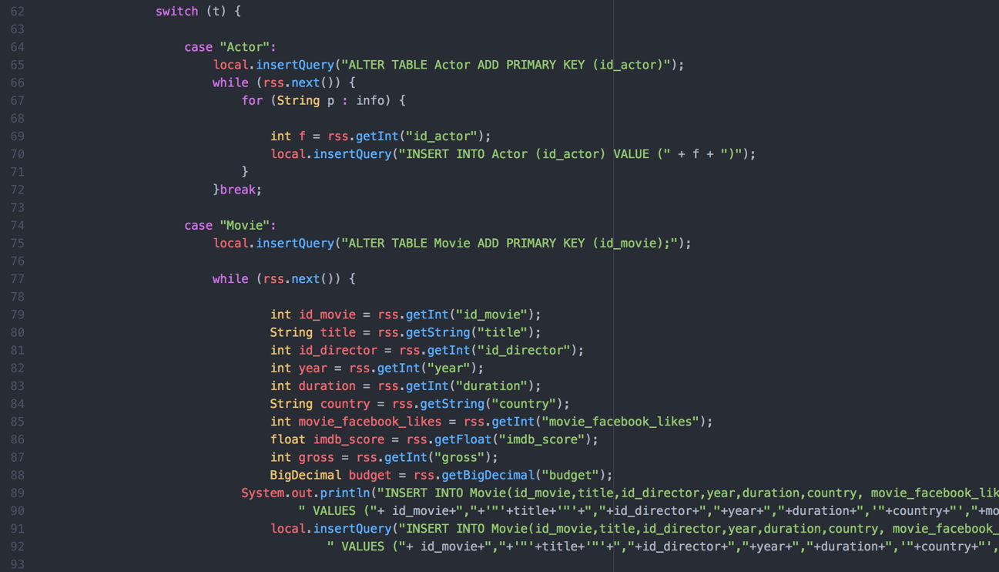 62 switch (t) {
63
64 case "Actor":
65 local.insertQuery("ALTER TABLE Actor ADD PRIMARY KEY (id_actor)");
66 while (rss.next()) {
67 for (String p : info) {
68
69 int f = rss.getInt("id_actor");
70 local.insertQuery("INSERT INTO Actor (id_actor) VALUE (" + f + ")");
71 }
72 }break;
73
74 case "Movie":
75 local.insertQuery("ALTER TABLE Movie ADD PRIMARY KEY (id_movie);");
76
77 while (rss.next()) {
78
79 int id_movie = rss.getInt("id_movie");
80 String title = rss.getString("title");
81 int id_director = rss.getInt("id_director");
82 int year = rss.getInt("year");
83 int duration = rss.getInt("duration");
84 String country = rss.getString("country");
85 int movie_facebook_likes = rss.getInt("movie_facebook_likes");
86 float imdb_score = rss.getFloat("imdb_score");
87 int gross = rss.getInt("gross");
88 BigDecimal budget = rss.getBigDecimal("budget");
89 System.out.println("INSERT INTO Movie(id_movie,title,id_director,year,duration,country, movie_facebook_lik
90 " VALUES ("+ id_movie+","+'"'+title+'"'+","+id_director+","+year+","+duration+",'"+country+"',"+mo
91 local.insertQuery("INSERT INTO Movie(id_movie,title,id_director,year,duration,country, movie_facebook_
92 " VALUES ("+ id_movie+","+'"'+title+'"'+","+id_director+","+year+","+duration+",'"+country+"',
93